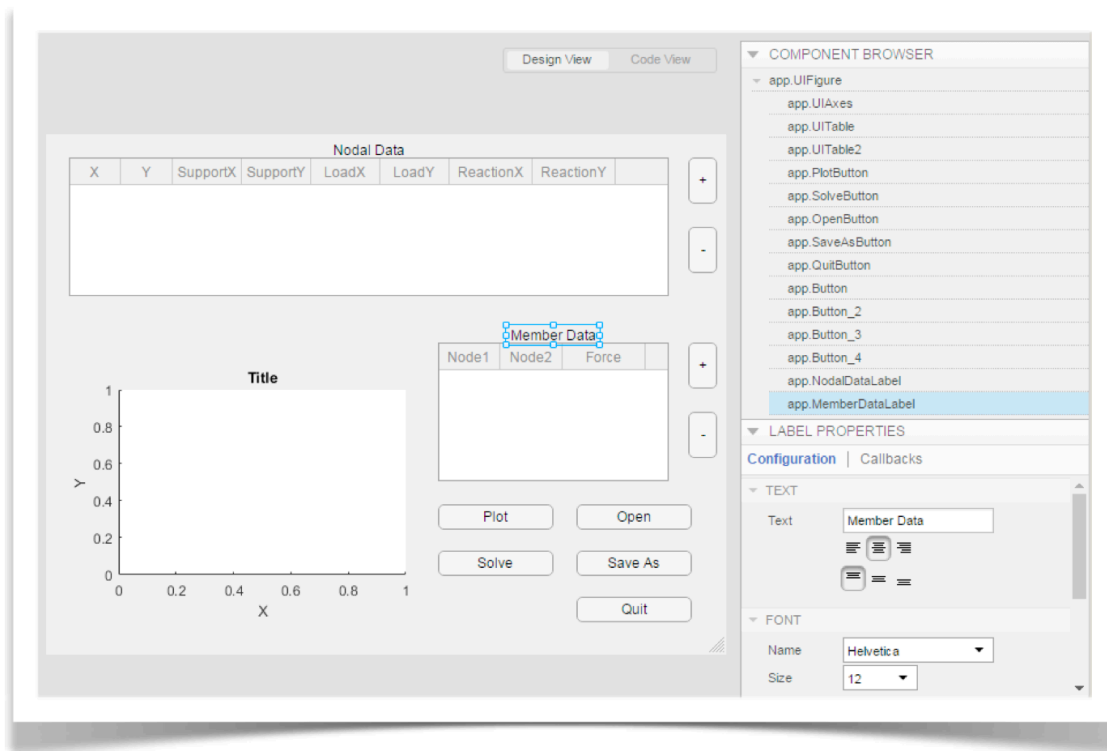 Design View Code View
Nodal Data
X Y SupportX SupportY LoadX LoadY ReactionX ReactionY
+
-
Member Data
Node1 Node2 Force
+
-
Title
1
0.8
0.6
0.4
0.2
0
Y
0 0.2 0.4 0.6 0.8 1
X
Plot Open
Solve Save As
Quit
COMPONENT BROWSER
app.UIFigure
app.UIAxes
app.UITable
app.UITable2
app.PlotButton
app.SolveButton
app.OpenButton
app.SaveAsButton
app.QuitButton
app.Button
app.Button_2
app.Button_3
app.Button_4
app.NodalDataLabel
app.MemberDataLabel
LABEL PROPERTIES
Configuration | Callbacks
TEXT
Text Member Data
FONT
Name Helvetica
Size 12